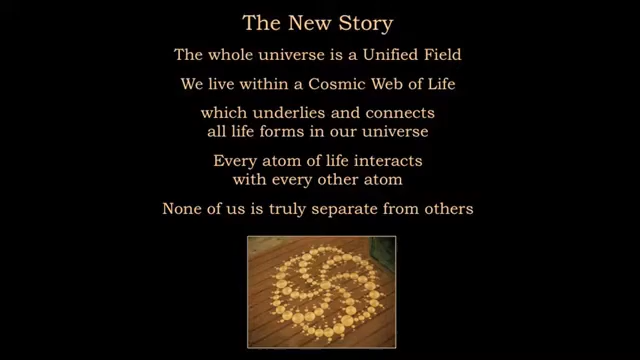 The New Story
The whole universe is a Unified Field
We live within a Cosmic Web of Life
which underlies and connects
all life forms in our universe
Every atom of life interacts
with every other atom
None of us is truly separate from others